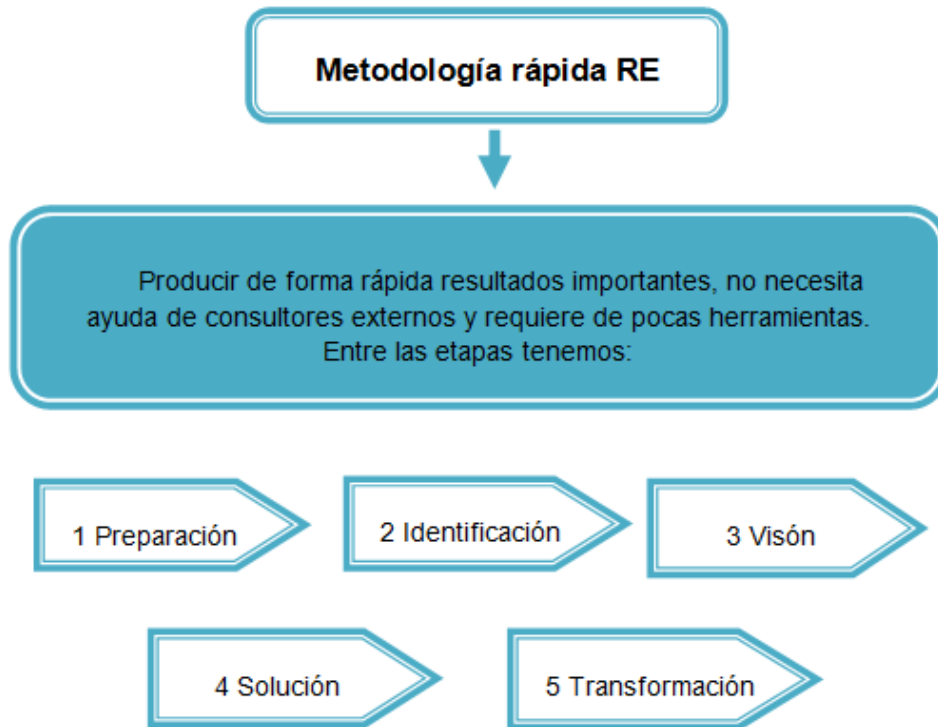 Metodología rápida RE
Producir de forma rápida resultados importantes, no necesita
ayuda de consultores externos y requiere de pocas herramientas.
Entre las etapas tenemos:
1 Preparación
2 Identificación
3 Visón
4 Solución
5 Transformación